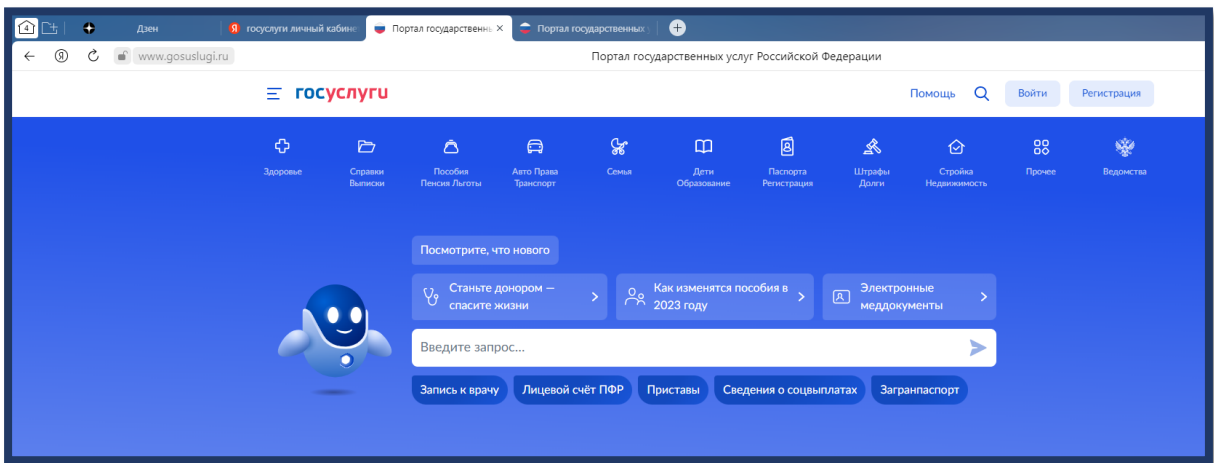 4
Дзен
Я
госуслуги личный кабине
Портал государственнь
Портал государственных у
Я
www.gosuslugi.ru
Портал государственных услуг Российской Федерации
госуслуги
Помощь
Войти
Регистрация
Здоровье
Справки
Выписки
Пособия
Пенсия Льготы
Авто Права
Транспорт
Семья
Дети
Образование
Паспорта
Регистрация
Штрафы
Долги
Стройка
Недвижимость
Прочее
Ведомства
Посмотрите, что нового
Станьте донором —
спасите жизни
Как изменятся пособия в
2023 году
Электронные
меддокументы
Введите запрос...
Запись к врачу
Лицевой счёт ПФР
Приставы
Сведения о соцвыплатах
Загранпаспорт